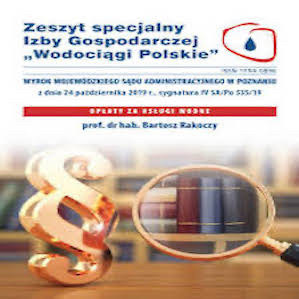 Zeszyt specjalny
Izby Gospodarczej
„Wodociągi Polskie”
WYROK WOJEWÓDZKIEGO SĄDU ADMINISTRACYJNEGO W POZNANIU
z dnia 24 października 2019 r., sygnatura IV SA/Po 535/19
OPŁATY ZA USŁUGI WODNE
prof. dr hab. Bartosz Rakoczy